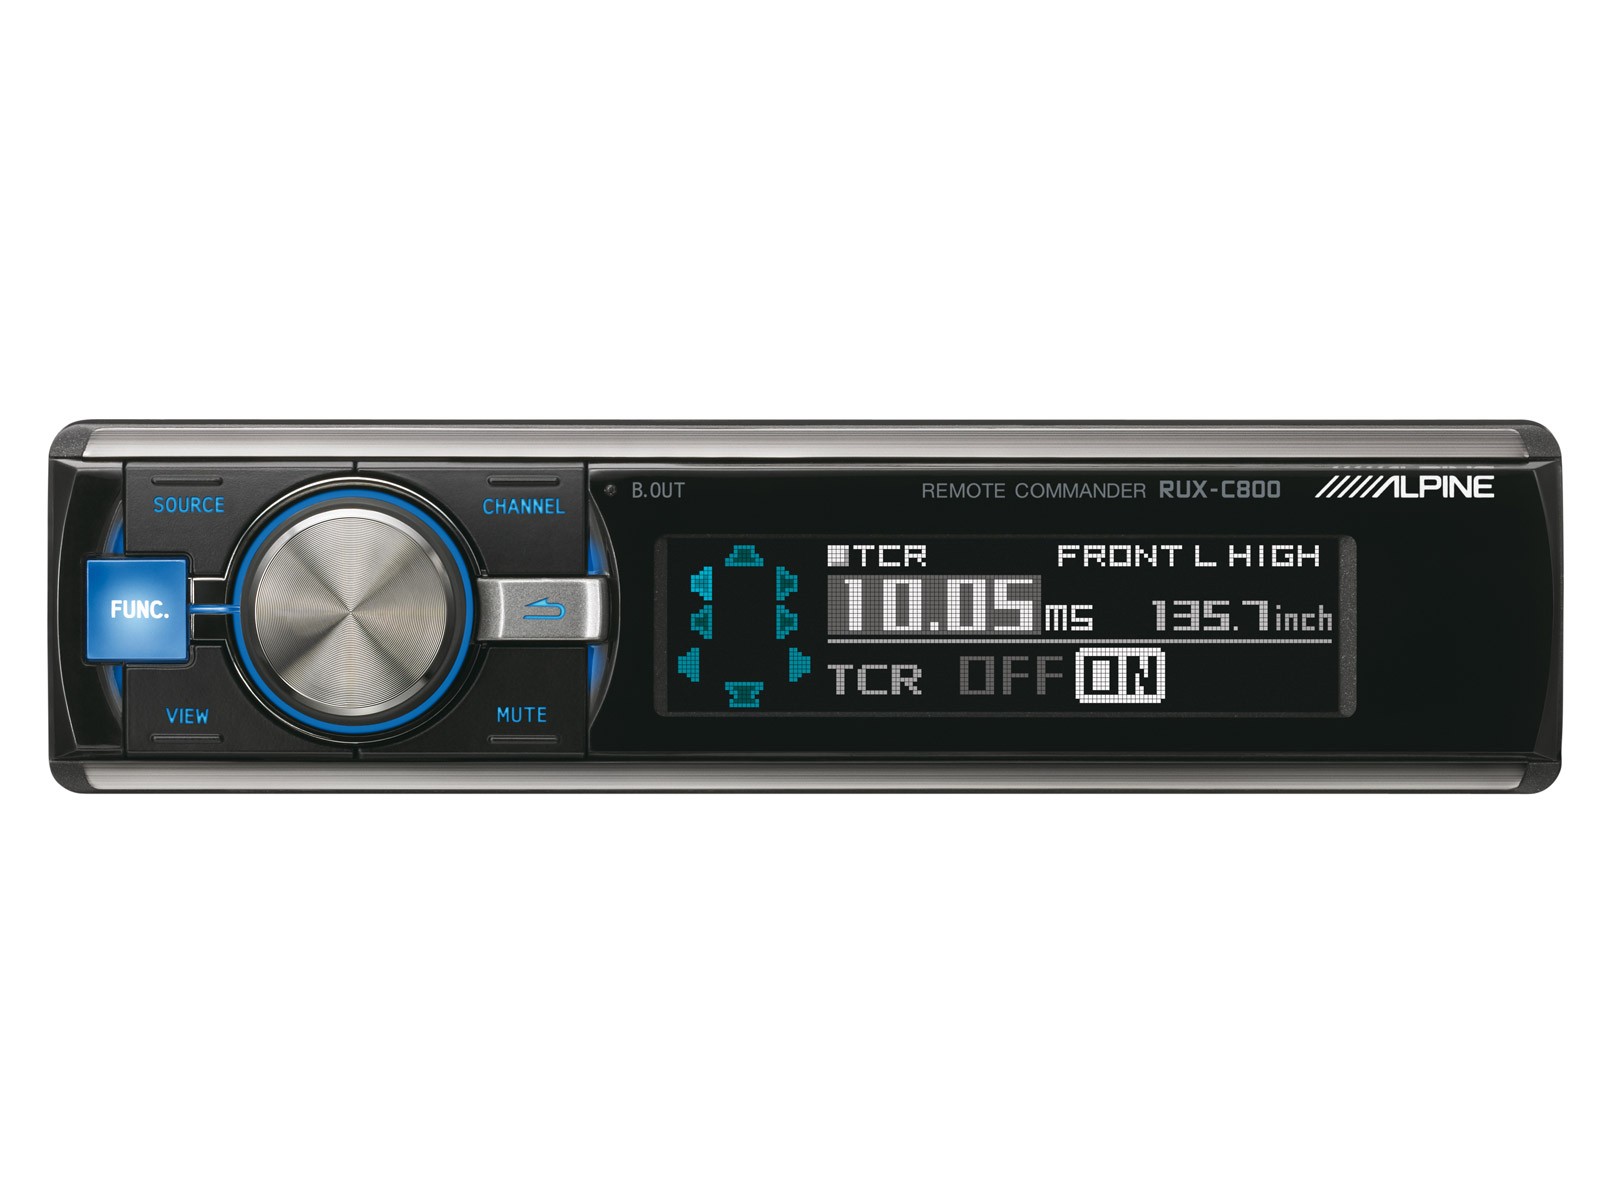 SOURCE
CHANNEL
FUNC.
VIEW
MUTE
B.OUT
REMOTE COMMANDER RUX-C800
ALPINE
TCR FRONT L HIGH
10.05ms 135.7inch
TCR OFF ON